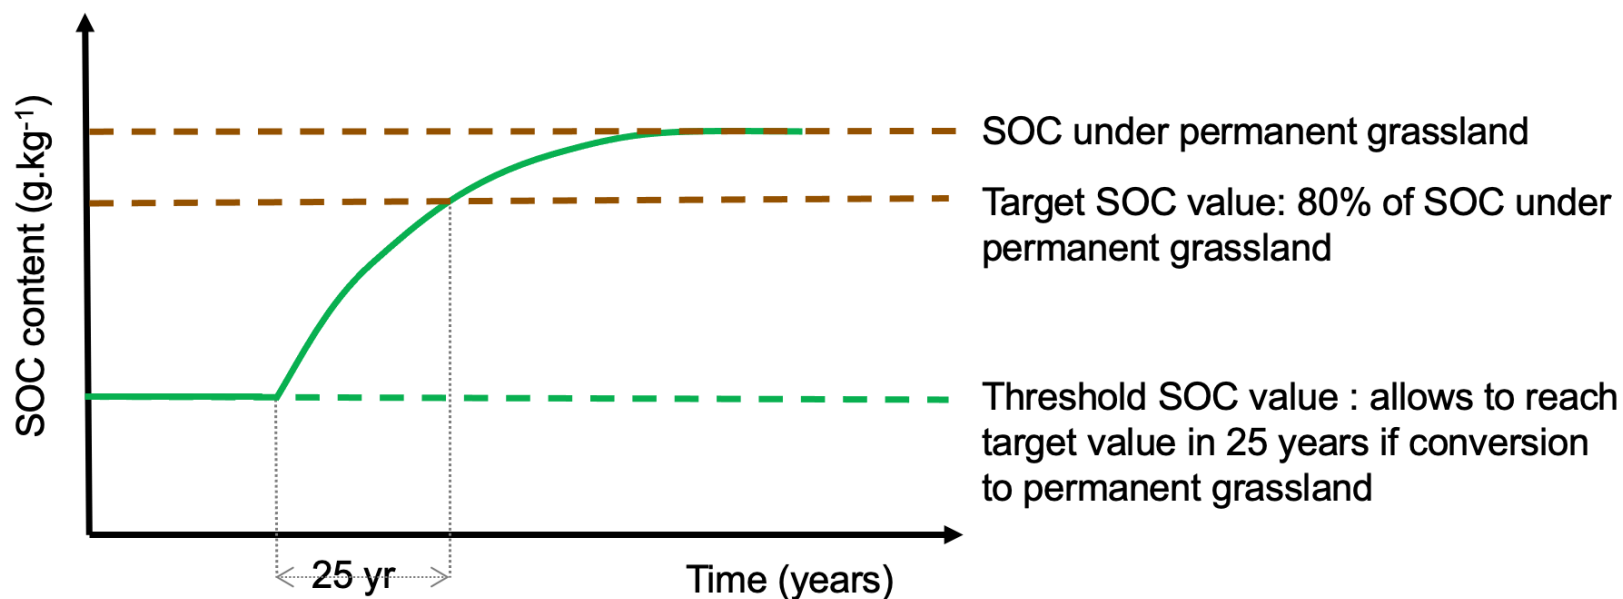 SOC content (g.kg-1)
SOC under permanent grassland
Target SOC value: 80% of SOC under
permanent grassland
Threshold SOC value : allows to reach
target value in 25 years if conversion
to permanent grassland
25 yr
Time (years)